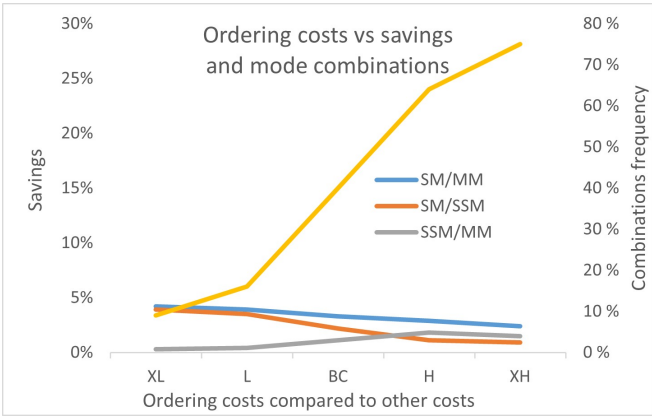 Ordering costs vs savings
and mode combinations
30%
25%
20%
15%
10%
5%
0%
Savings
80 %
70 %
60 %
50 %
40 %
30 %
20 %
10 %
0 %
Combinations frequency
SM/MM
SM/SSM
SSM/MM
XL L BC H XH
Ordering costs compared to other costs